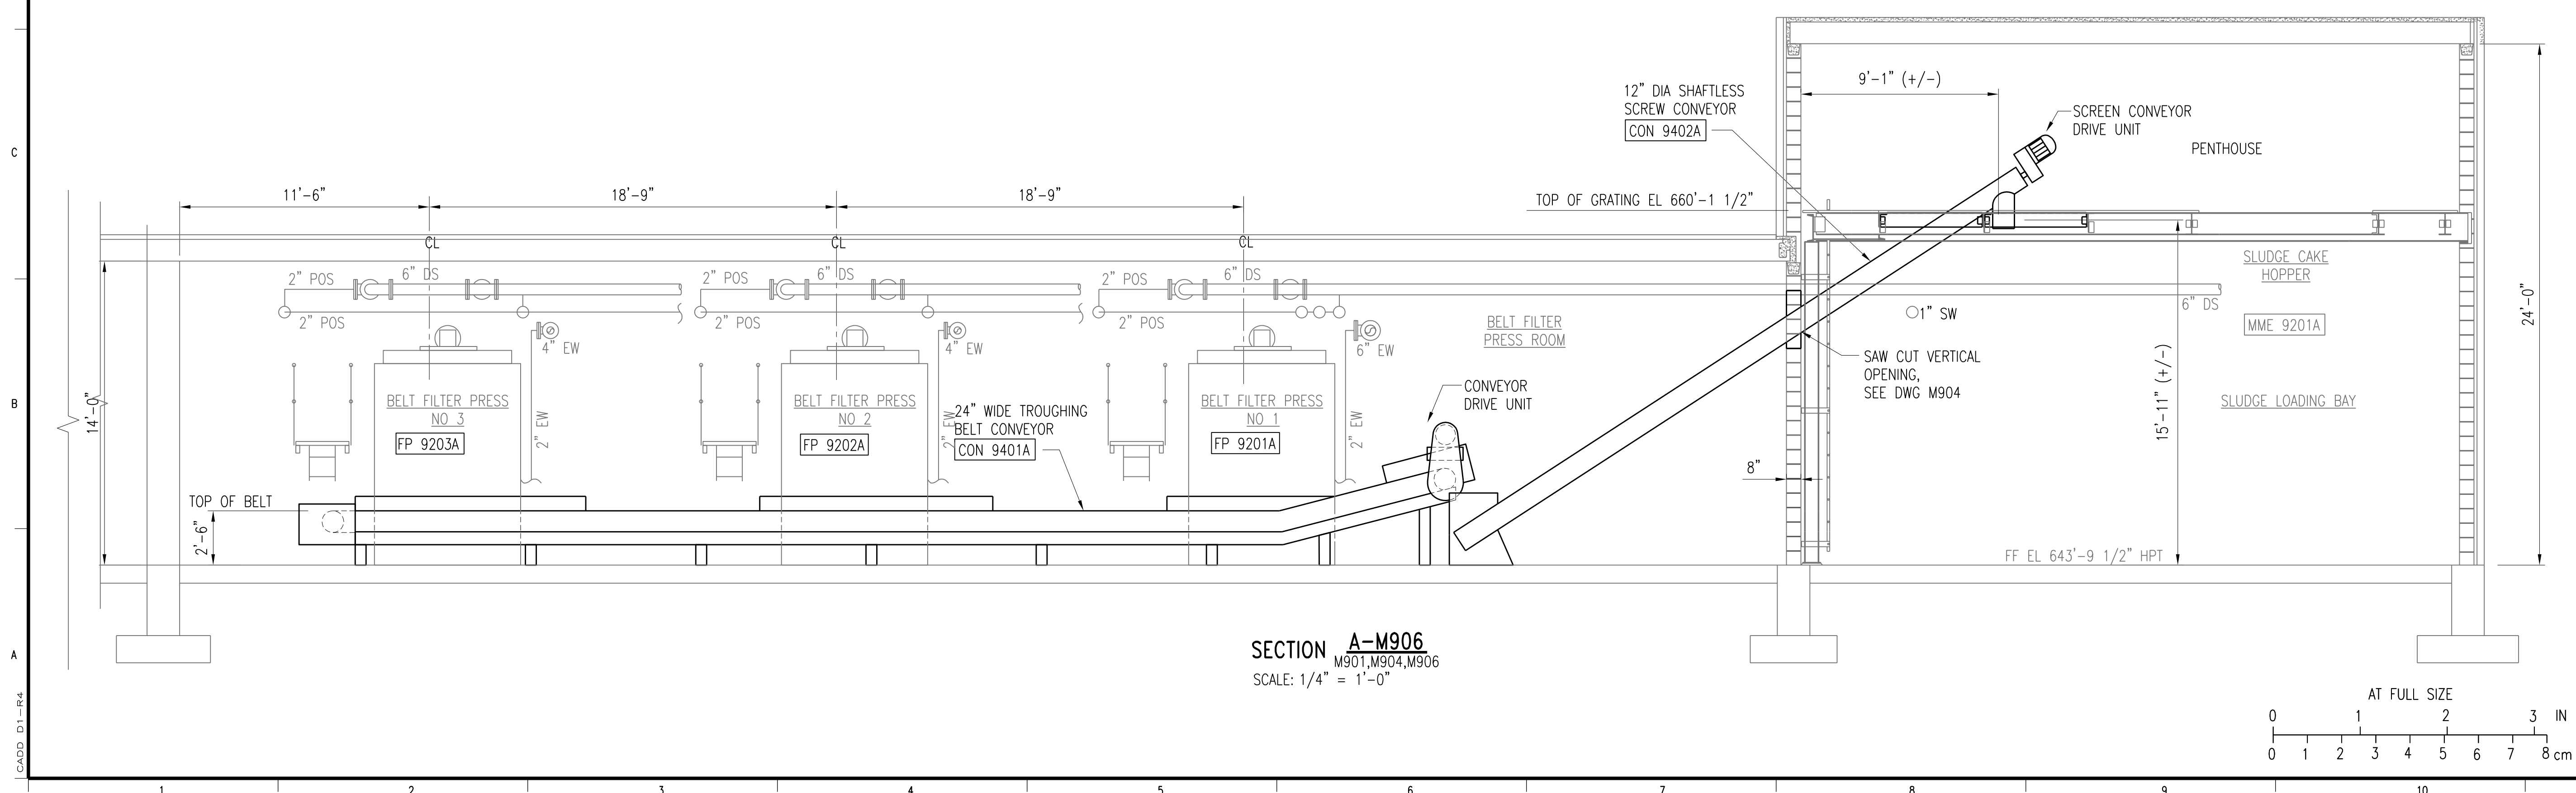 C
B
A
CADD D1-R4
11'-6"
18'-9"
18'-9"
CL
CL
CL
12" DIA SHAFTLESS
SCREW CONVEYOR
CON 9402A
9'-1" (+/-)
SCREEN CONVEYOR
DRIVE UNIT
PENTHOUSE
TOP OF GRATING EL 660'-1 1/2"
2" POS
6" DS
2" POS
4" EW
2" EW
2" POS
6" DS
2" POS
4" EW
2" EW
2" POS
6" DS
2" POS
6" EW
2" EW
14'-0"
BELT FILTER PRESS
NO 3
FP 9203A
BELT FILTER PRESS
NO 2
FP 9202A
24" WIDE TROUGHING
BELT CONVEYOR
CON 9401A
BELT FILTER PRESS
NO 1
FP 9201A
BELT FILTER
PRESS ROOM
CONVEYOR
DRIVE UNIT
TOP OF BELT
2'-6"
8"
SAW CUT VERTICAL
OPENING,
SEE DWG M904
1" SW
6" DS
SLUDGE CAKE
HOPPER
MME 9201A
SLUDGE LOADING BAY
15'-11" (+/-)
24'-0"
FF EL 643'-9 1/2" HPT
SECTION A-M906
M901,M904,M906
SCALE: 1/4" = 1'-0"
AT FULL SIZE
0 1 2 3 IN
0 1 2 3 4 5 6 7 8 cm
1 2 3 4 5 6 7 8 9 10